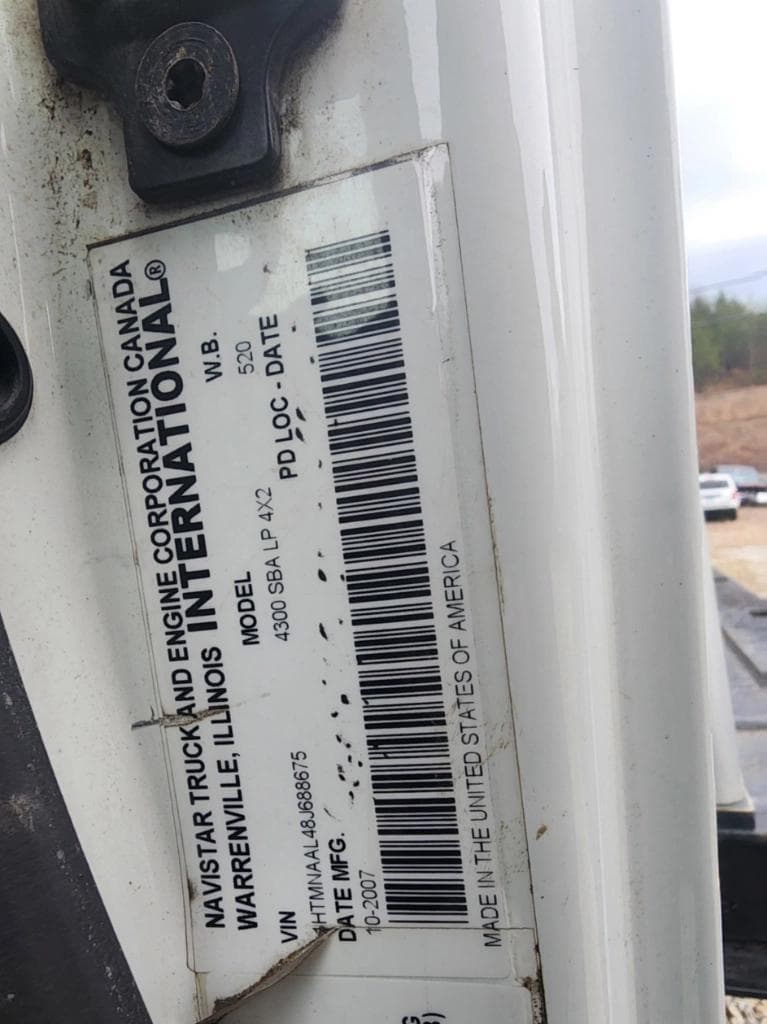 NAVISTAR TRUCK AND ENGINE CORPORATION CANADA
WARRENVILLE, ILLINOIS INTERNATIONAL®
MODEL W.B.
4300 SBA LP 4X2 520
VIN PD LOC - DATE
HTMNAAL48J688675
DATE MFG.
10-2007
MADE IN THE UNITED STATES OF AMERICA